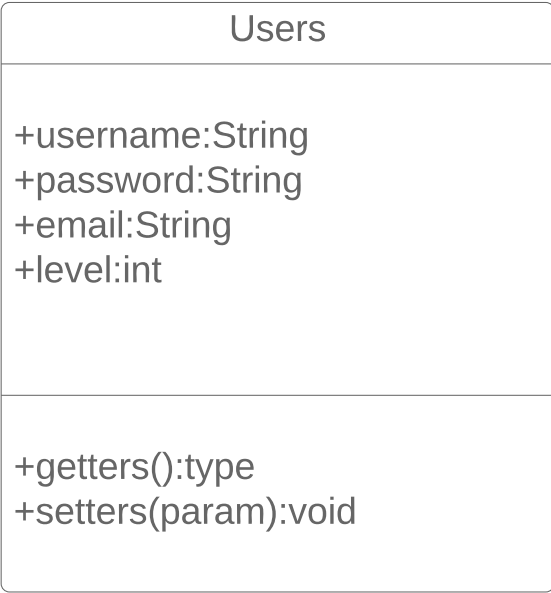 Users
+username:String
+password:String
+email:String
+level:int
+getters():type
+setters(param):void